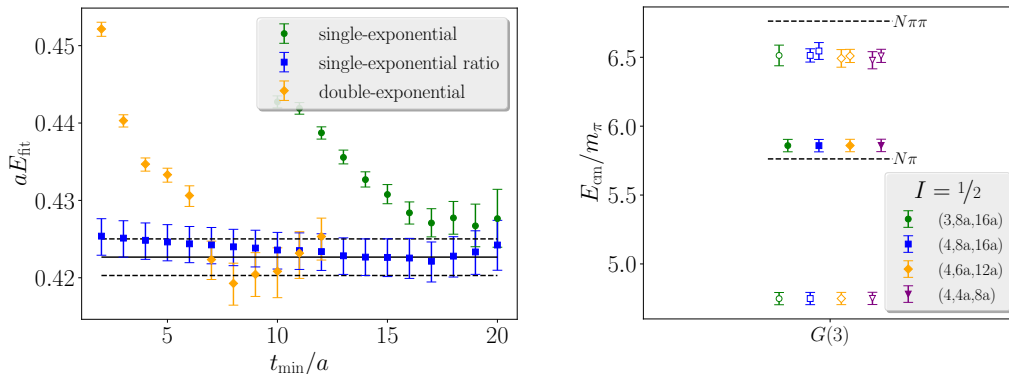 0.45
0.44
0.43
0.42
aE_fit
5
10
15
20
t_min/a
single-exponential
single-exponential ratio
double-exponential
6.5
6.0
5.5
5.0
E_cm/m_π
Nππ
Nπ
I = 1/2
(3,8a,16a)
(4,8a,16a)
(4,6a,12a)
(4,4a,8a)
G(3)